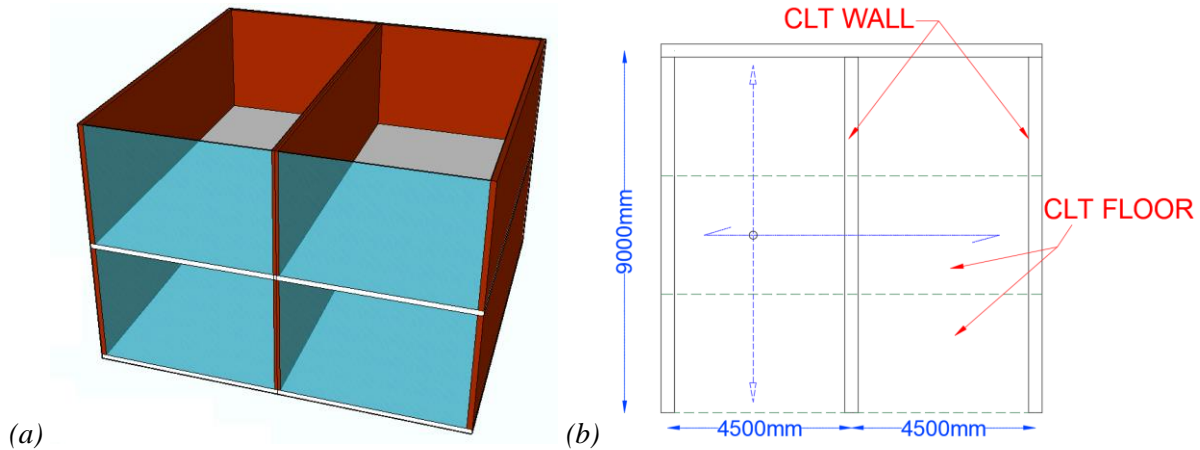 CLT WALL
CLT FLOOR
9000mm
4500mm
4500mm
(a)
(b)